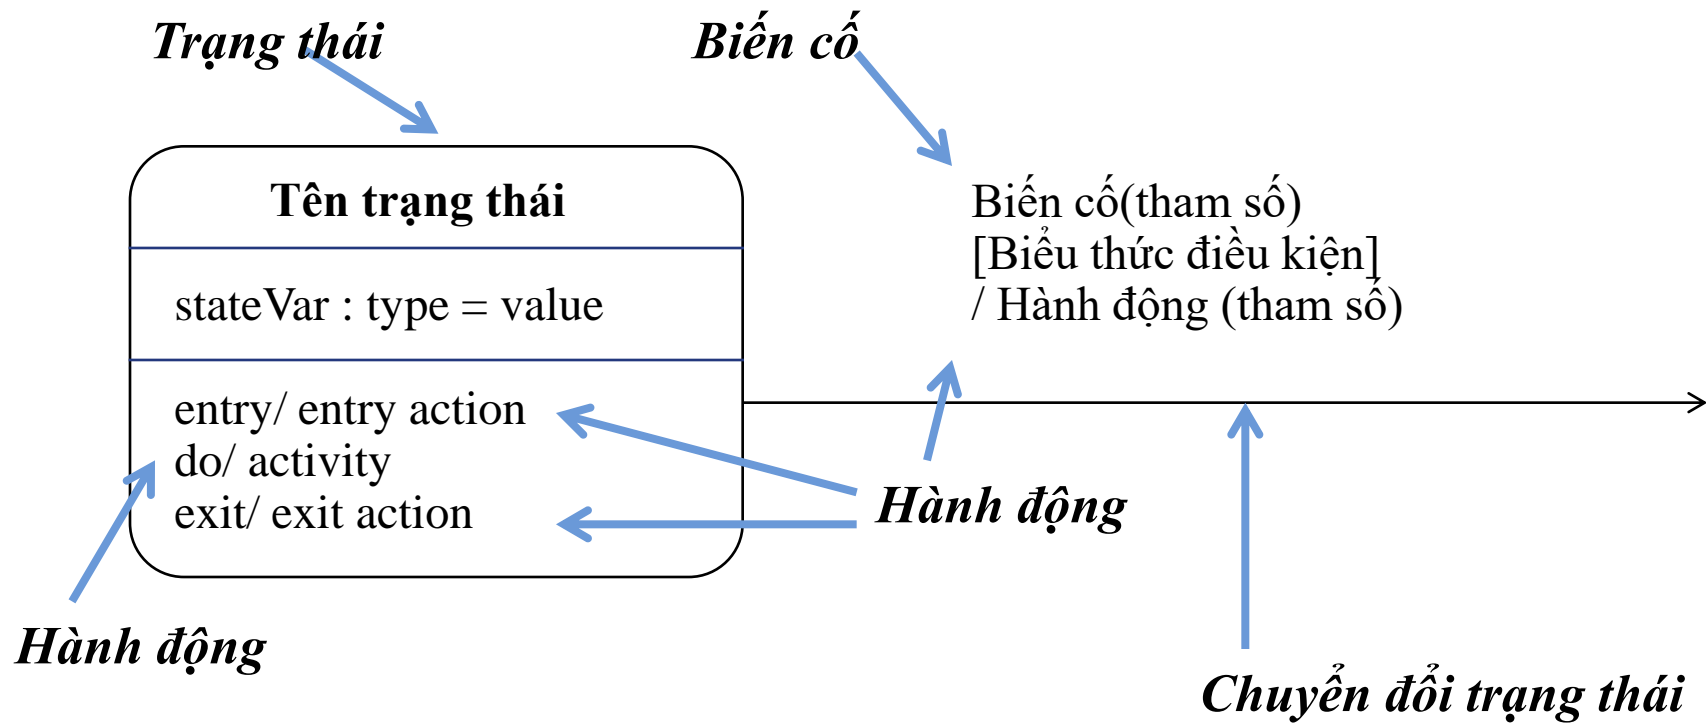 Trạng thái
Biến cố
Tên trạng thái
stateVar : type = value
entry/ entry action
do/ activity
exit/ exit action
Biến cố(tham số)
[Biểu thức điều kiện]
/ Hành động (tham số)
Hành động
Hành động
Chuyển đổi trạng thái